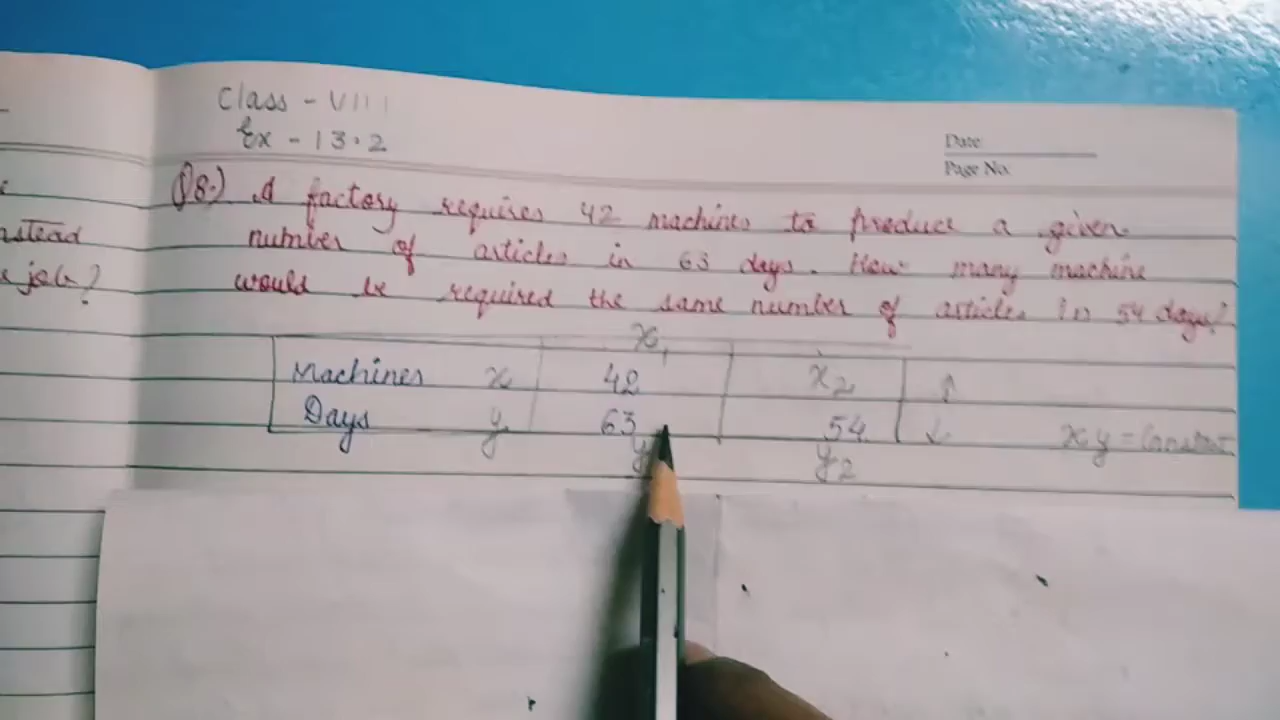 Class - VIII
Ex - 13.2
Date:
Page No:
Q8.) A factory requires 42 machines to produce a given
number of articles in 63 days. How many machine
would be required the same number of articles in 54 days?
nstead
job?
x1
Machines x 42 x2 ↑
Days y 63 54 ↓ xy = Constant
y y2